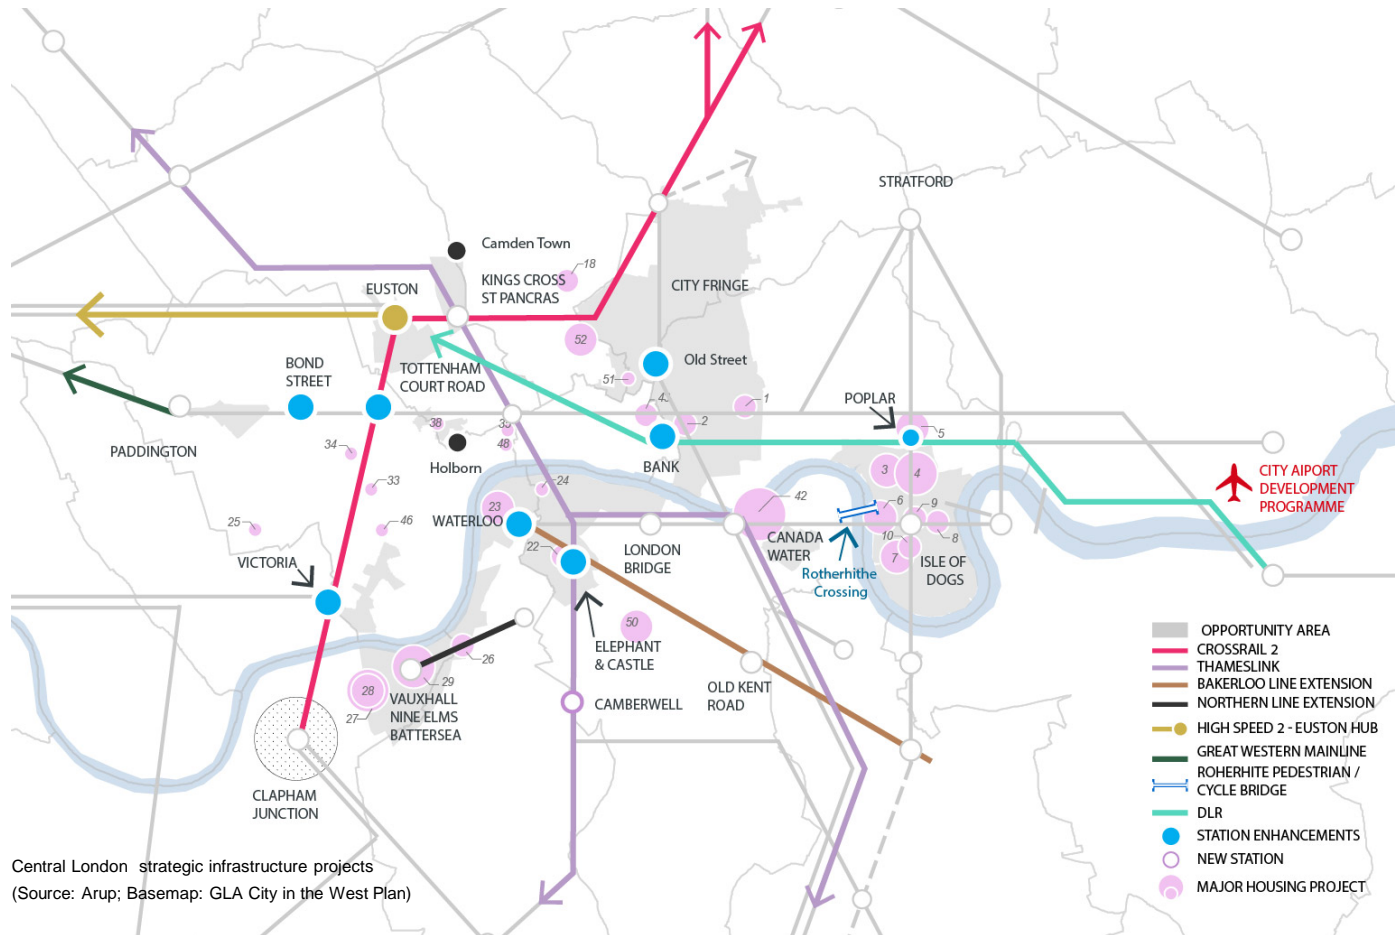 STRATFORD
Camden Town
KINGS CROSS
ST PANCRAS
18
CITY FRINGE
EUSTON
52
Old Street
BOND
STREET
TOTTENHAM
COURT ROAD
51
POPLAR
1
4
2
38
5
48
PADDINGTON
34
Holborn
BANK
3
4
CITY AIPORT
DEVELOPMENT
PROGRAMME
33
24
42
23
WATERLOO
6
9
25
46
CANADA
WATER
10
8
22
LONDON
BRIDGE
7
ISLE OF
DOGS
VICTORIA
Rotherhithe
Crossing
50
ELEPHANT
& CASTLE
26
29
28
27
VAUXHALL
NINE ELMS
BATTERSEA
CAMBERWELL
OLD KENT
ROAD
CLAPHAM
JUNCTION
OPPORTUNITY AREA
CROSSRAIL 2
THAMESLINK
BAKERLOO LINE EXTENSION
NORTHERN LINE EXTENSION
HIGH SPEED 2 - EUSTON HUB
GREAT WESTERN MAINLINE
ROHERHITE PEDESTRIAN /
CYCLE BRIDGE
DLR
STATION ENHANCEMENTS
NEW STATION
MAJOR HOUSING PROJECT
Central London strategic infrastructure projects
(Source: Arup; Basemap: GLA City in the West Plan)